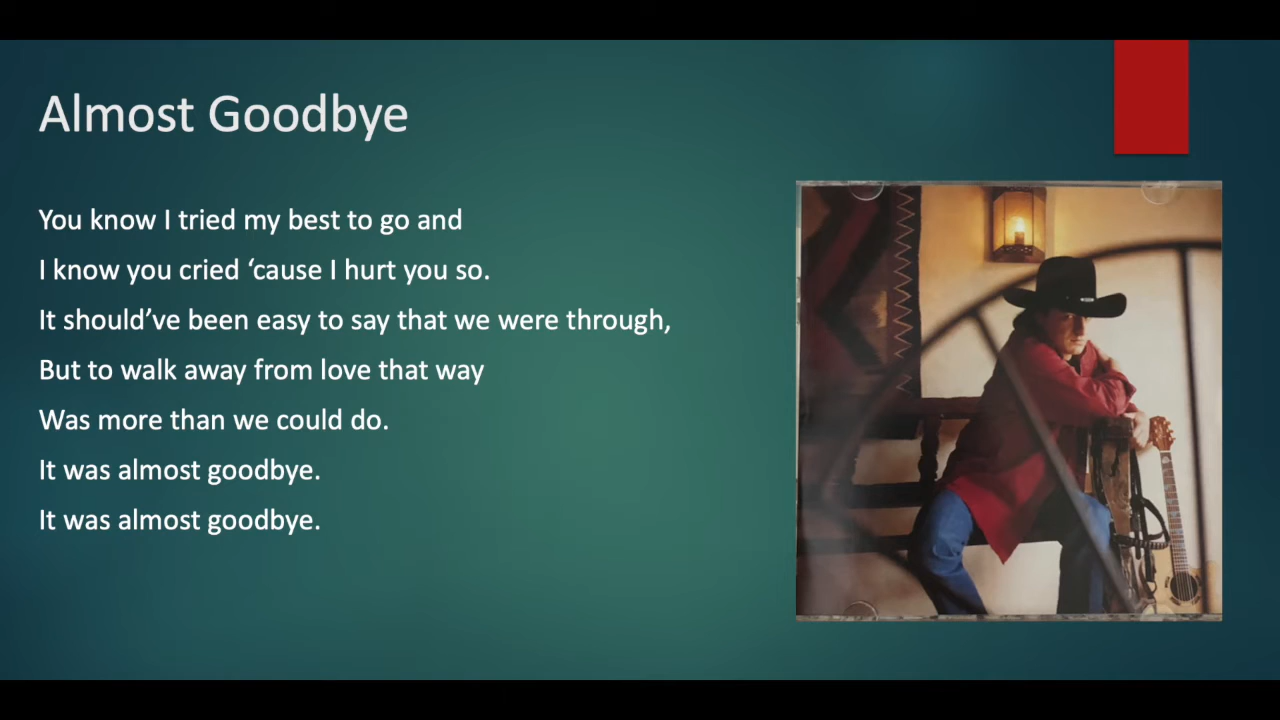 Almost Goodbye
You know I tried my best to go and
I know you cried ‘cause I hurt you so.
It should’ve been easy to say that we were through,
But to walk away from love that way
Was more than we could do.
It was almost goodbye.
It was almost goodbye.